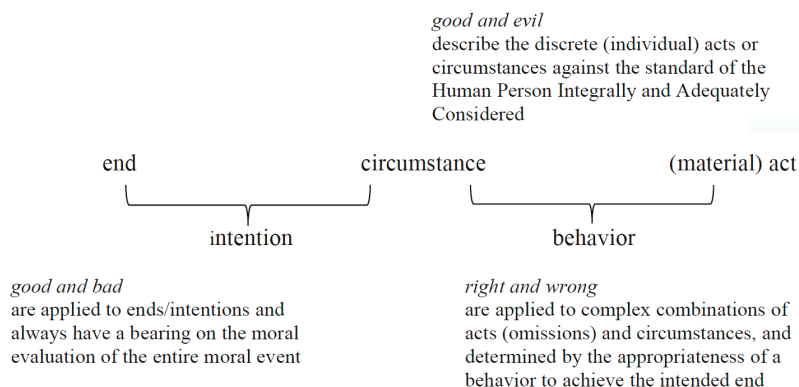 good and evil
describe the discrete (individual) acts or
circumstances against the standard of the
Human Person Integrally and Adequately
Considered
end
circumstance
(material) act
intention
behavior
good and bad
are applied to ends/intentions and
always have a bearing on the moral
evaluation of the entire moral event
right and wrong
are applied to complex combinations of
acts (omissions) and circumstances, and
determined by the appropriateness of a
behavior to achieve the intended end